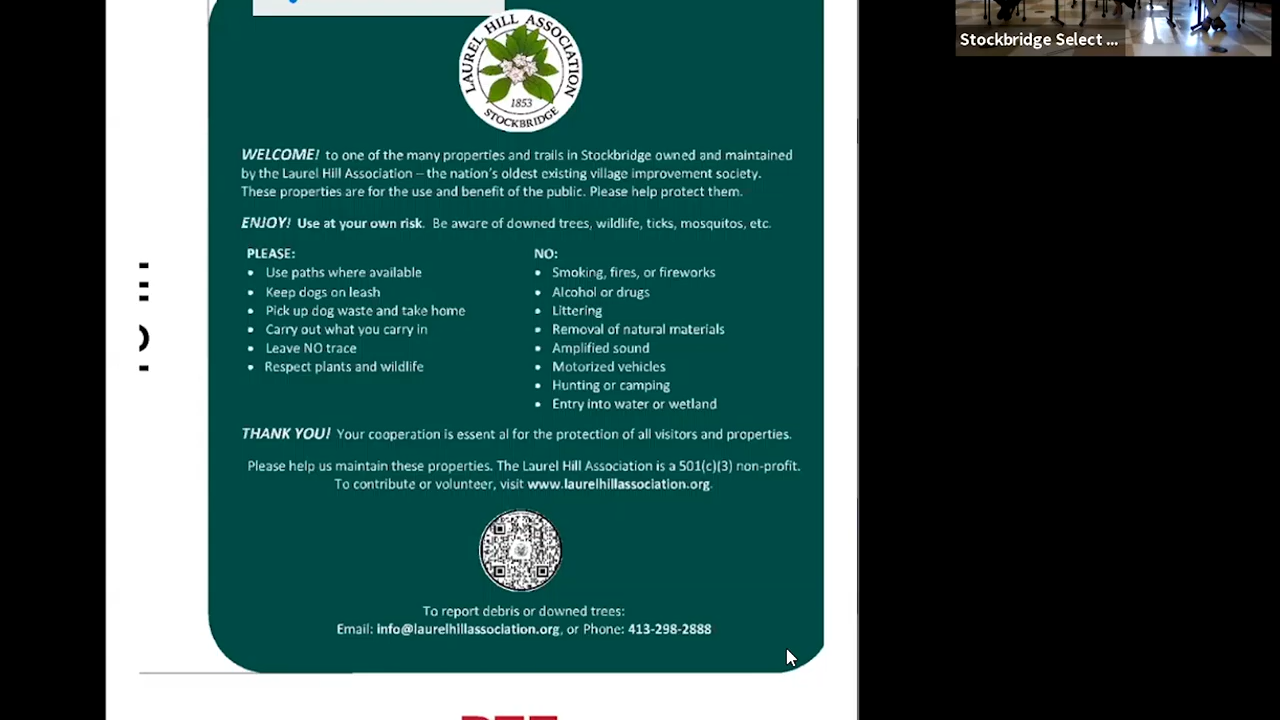 Stockbridge Select ...
LAUREL HILL ASSOCIATION
1853
STOCKBRIDGE
WELCOME! to one of the many properties and trails in Stockbridge owned and maintained
by the Laurel Hill Association – the nation's oldest existing village improvement society.
These properties are for the use and benefit of the public. Please help protect them.
ENJOY! Use at your own risk. Be aware of downed trees, wildlife, ticks, mosquitos, etc.
PLEASE:
• Use paths where available
• Keep dogs on leash
• Pick up dog waste and take home
• Carry out what you carry in
• Leave NO trace
• Respect plants and wildlife
NO:
• Smoking, fires, or fireworks
• Alcohol or drugs
• Littering
• Removal of natural materials
• Amplified sound
• Motorized vehicles
• Hunting or camping
• Entry into water or wetland
THANK YOU! Your cooperation is essent al for the protection of all visitors and properties.
Please help us maintain these properties. The Laurel Hill Association is a 501(c)(3) non-profit.
To contribute or volunteer, visit www.laurelhillassociation.org.
To report debris or downed trees:
Email: info@laurelhillassociation.org, or Phone: 413-298-2888